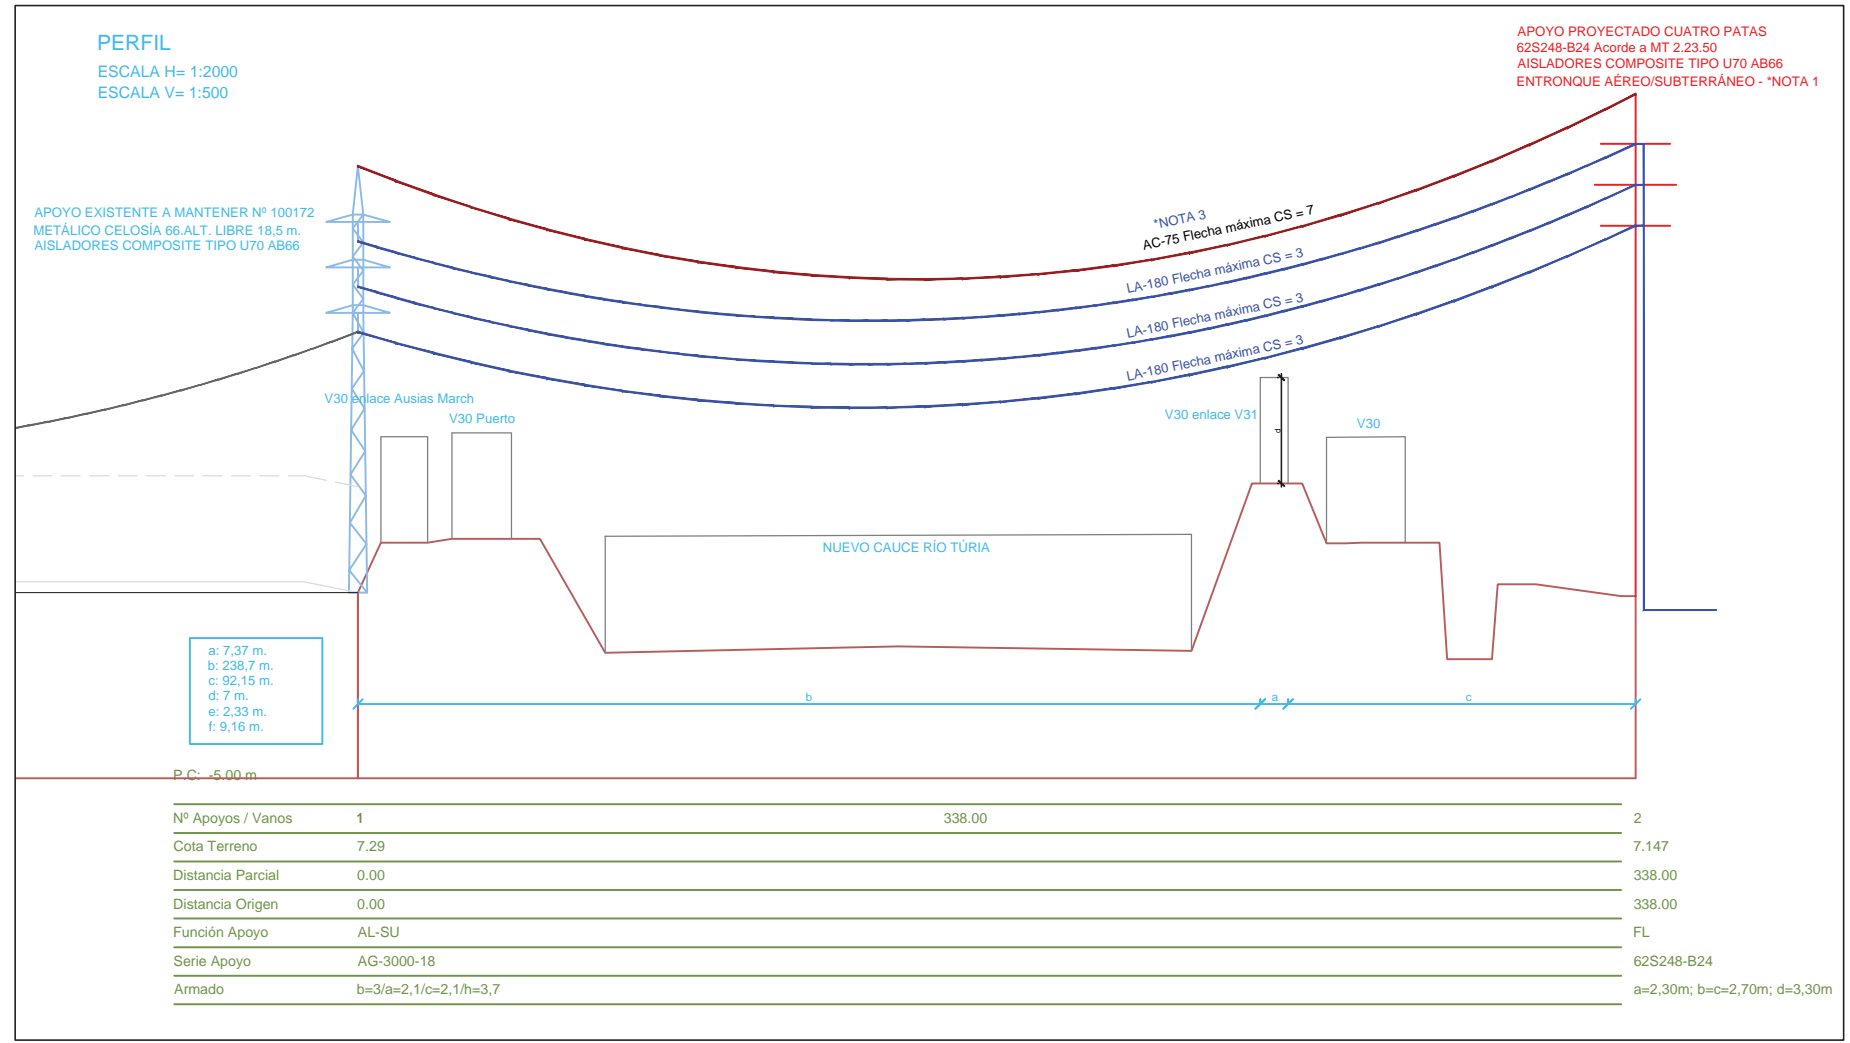 PERFIL
ESCALA H= 1:2000
ESCALA V= 1:500
APOYO PROYECTADO CUATRO PATAS
62S248-B24 Acorde a MT 2.23.50
AISLADORES COMPOSITE TIPO U70 AB66
ENTRONQUE AÉREO/SUBTERRÁNEO - *NOTA 1
APOYO EXISTENTE A MANTENER Nº 100172
METÁLICO CELOSÍA 66.ALT. LIBRE 18,5 m.
AISLADORES COMPOSITE TIPO U70 AB66
*NOTA 3
AC-75 Flecha máxima CS = 7
LA-180 Flecha máxima CS = 3
LA-180 Flecha máxima CS = 3
LA-180 Flecha máxima CS = 3
V30 enlace Ausias March
V30 Puerto
V30 enlace V31
V30
d
NUEVO CAUCE RÍO TÚRIA
a: 7,37 m.
b: 238,7 m.
c: 92,15 m.
d: 7 m.
e: 2,33 m.
f: 9,16 m.
b
a
c
P.C: -5.00 m
Nº Apoyos / Vanos 1 338.00 2
Cota Terreno 7.29 7.147
Distancia Parcial 0.00 338.00
Distancia Origen 0.00 338.00
Función Apoyo AL-SU FL
Serie Apoyo AG-3000-18 62S248-B24
Armado b=3/a=2,1/c=2,1/h=3,7 a=2,30m; b=c=2,70m; d=3,30m